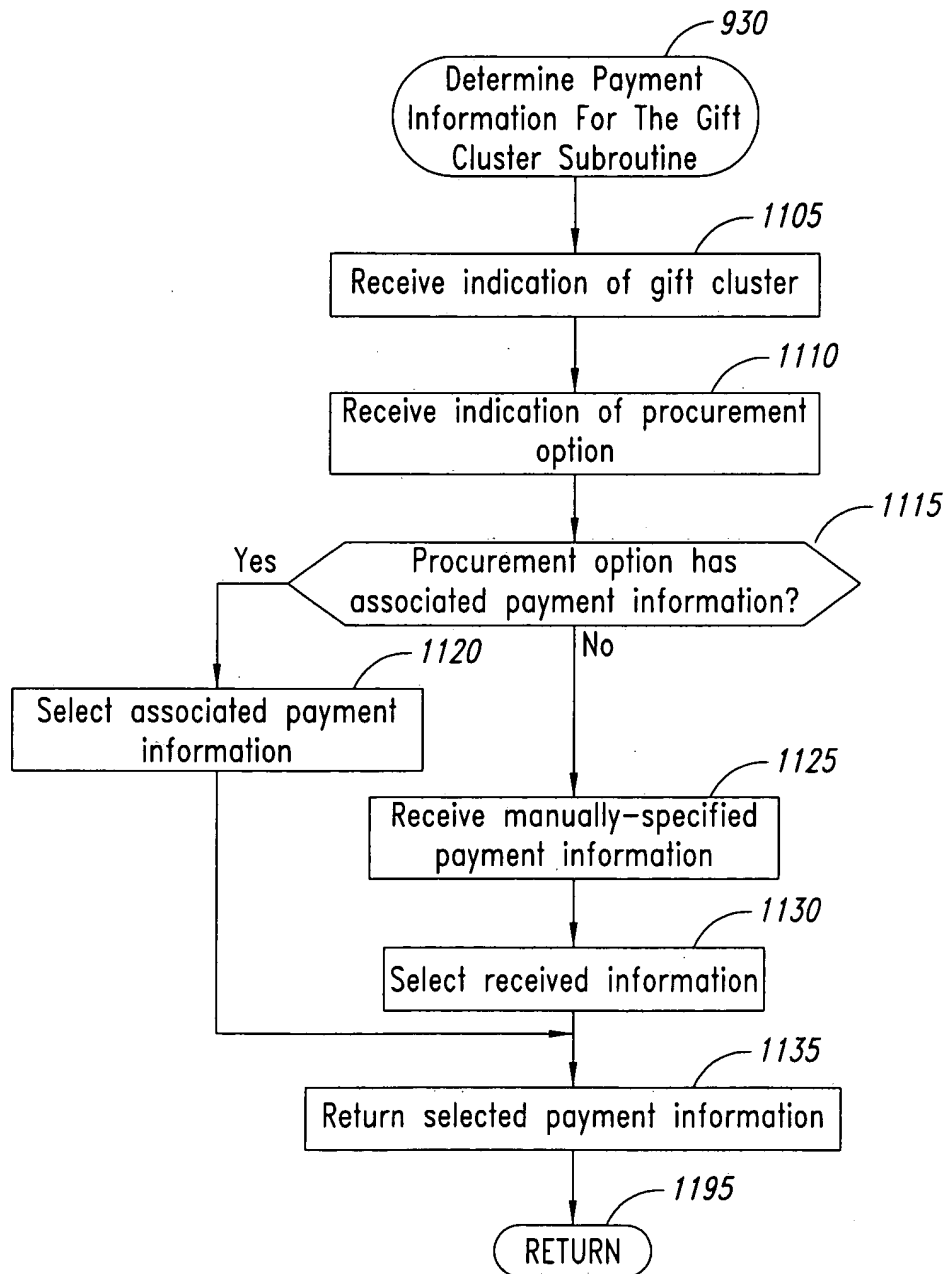 930
Determine Payment
Information For The Gift
Cluster Subroutine
1105
Receive indication of gift cluster
1110
Receive indication of procurement
option
1115
Procurement option has
associated payment information?
Yes
No
1120
Select associated payment
information
1125
Receive manually-specified
payment information
1130
Select received information
1135
Return selected payment information
1195
RETURN